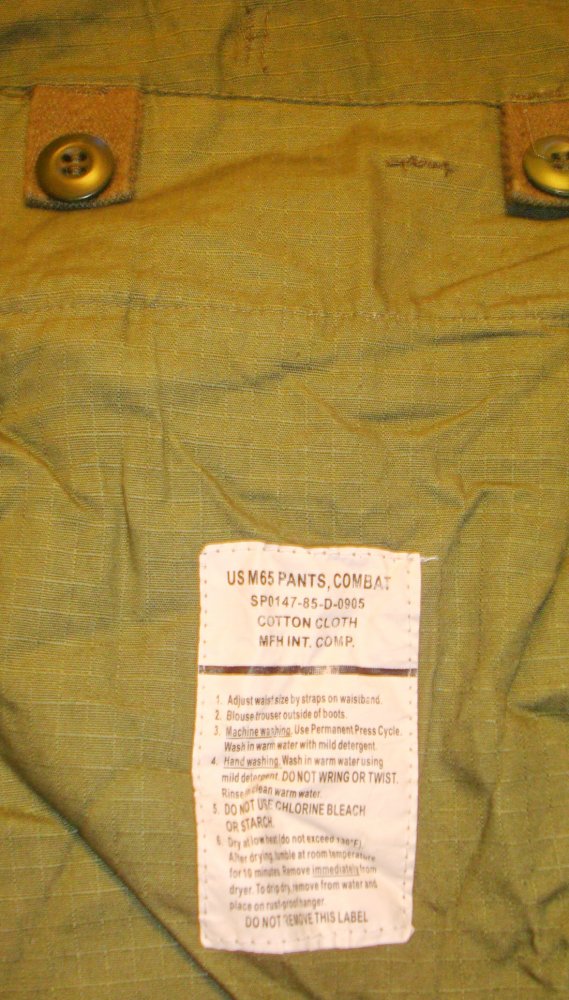 US M65 PANTS, COMBAT
SP0147-85-D-0905
COTTON CLOTH
MFH INT. COMP.
1. Adjust waist size by straps on waistband.
2. Blouse trouser outside of boots.
3. Machine washing. Use Permanent Press Cycle.
Wash in warm water with mild detergent.
4. Hand washing. Wash in warm water using
mild detergent. DO NOT WRING OR TWIST.
Rinse in clean warm water.
5. DO NOT USE CHLORINE BLEACH
OR STARCH.
6. Dry at low heat (do not exceed 130°F).
After drying, tumble at room temperature
for 10 minutes. Remove immediately from
dryer. To drip dry, remove from water and
place on rust-proof hanger.
DO NOT REMOVE THIS LABEL